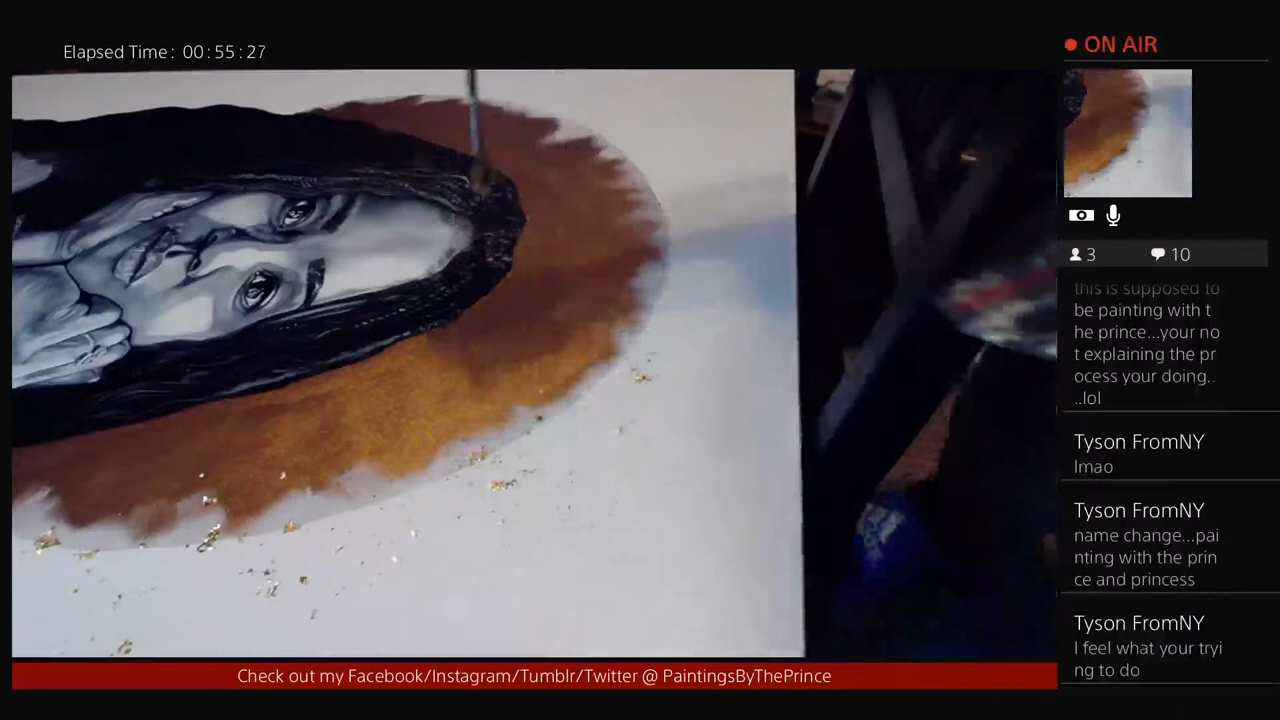 Elapsed Time: 00:55:27
ON AIR
3 10
this is supposed to
be painting with t
he prince...your no
t explaining the pr
ocess your doing..
..lol
Tyson FromNY
lmao
Tyson FromNY
name change...pai
nting with the prin
ce and princess
Tyson FromNY
I feel what your tryi
ng to do
Check out my Facebook/Instagram/Tumblr/Twitter @ PaintingsByThePrince